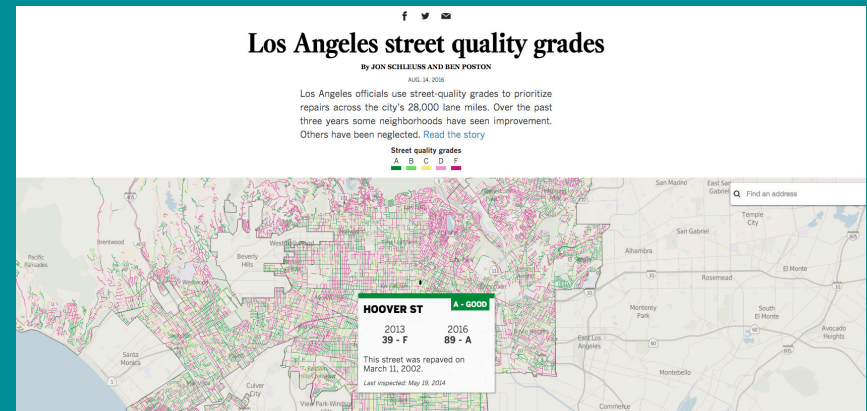 Los Angeles street quality grades
By JON SCHLEUSS AND BEN POSTON
AUG. 14, 2016
Los Angeles officials use street-quality grades to prioritize
repairs across the city's 28,000 lane miles. Over the past
three years some neighborhoods have seen improvement.
Others have been neglected. Read the story
Street quality grades
A B C D F
San Marino
Find an address
Temple
City
Brentwood
San Gabriel
Beverly
Hills
Alhambra
Pacific
Palisades
Westwood
Rosemead
El Monte
A - GOOD
HOOVER ST
2013 2016
39 - F 89 - A
This street was repaved on
March 11, 2002.
Last inspected: May 19, 2014
Monterey
Park
South
El Monte
Avocado
Heights
East Los
Angeles
Santa
Monica
Montebello
Culver
City
View Park-Windsor
Commerce